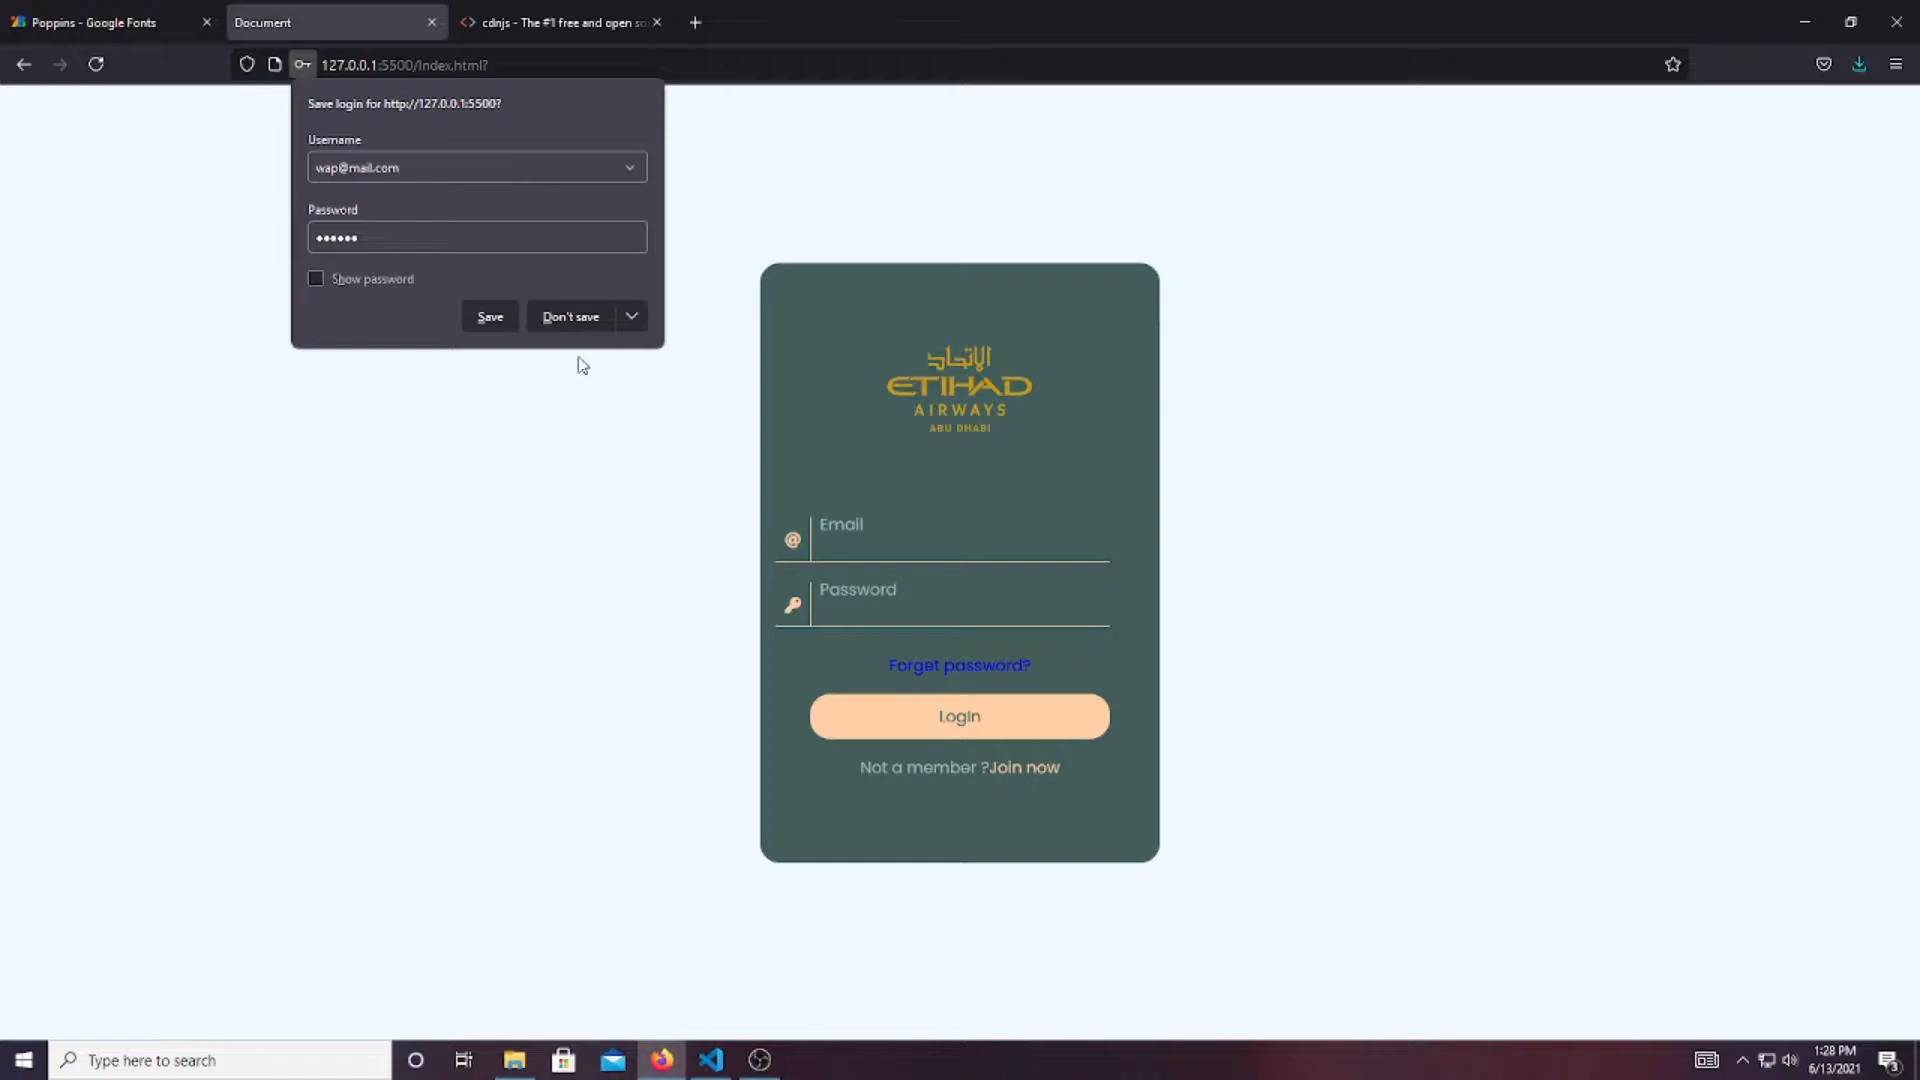 Poppins - Google Fonts
Document
cdnjs - The #1 free and open so
127.0.0.1:5500/Index.html?
Save login for http://127.0.0.1:5500?
Username
wap@mail.com
Password
Show password
Save
Don't save
الإتحاد
ETIHAD
AIRWAYS
ABU DHABI
@
Email
Password
Forget password?
LogIn
Not a member ?Join now
Type here to search
1:28 PM
6/13/2021
3